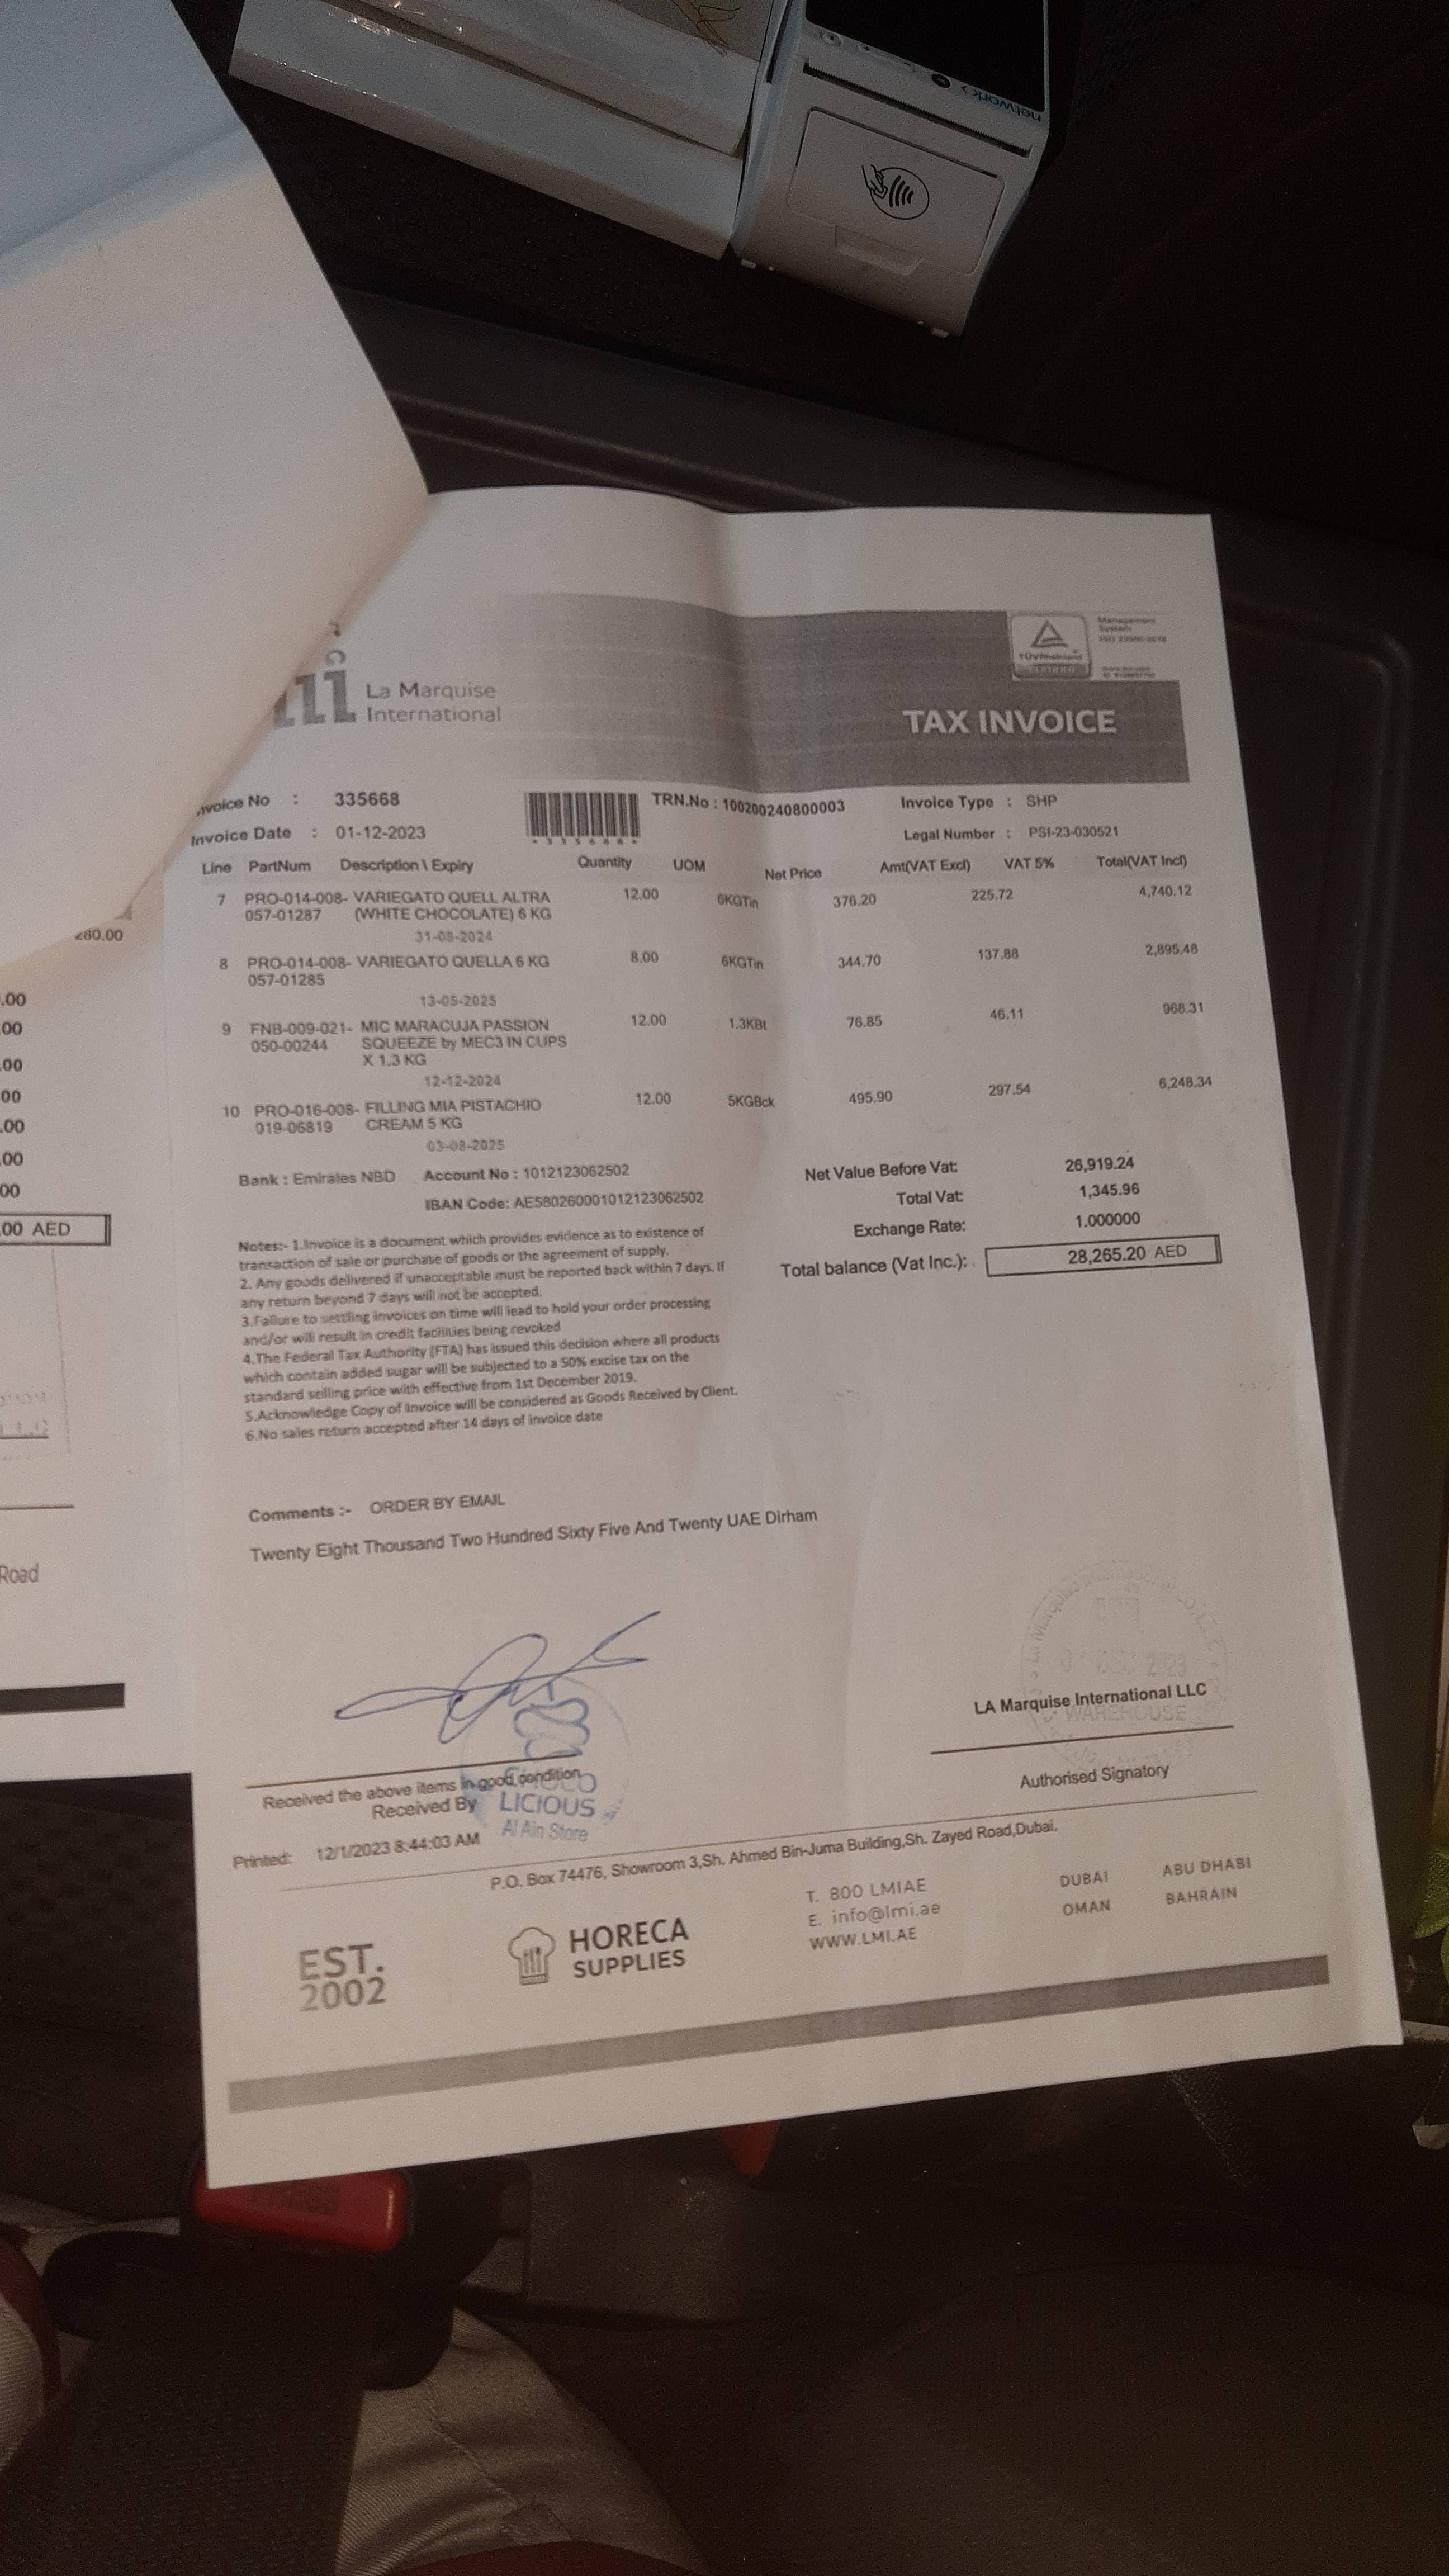 network>
La Marquise
International
TÜVRheinland
CERTIFIED
Management
System
TAX INVOICE
Invoice No : 335668
Invoice Date : 01-12-2023
*335668*
TRN.No : 100200240800003
Invoice Type : SHP
Legal Number : PSI-23-030521
Line PartNum Description \ Expiry Quantity UOM Net Price Amt(VAT Excl) VAT 5% Total(VAT Incl)
7 PRO-014-008- VARIEGATO QUELL ALTRA 12.00 6KGTin 376.20 225.72 4,740.12
057-01287 (WHITE CHOCOLATE) 6 KG
31-08-2024
8 PRO-014-008- VARIEGATO QUELLA 6 KG 8.00 6KGTin 344.70 137.88 2,895.48
057-01285
13-05-2025
9 FNB-009-021- MIC MARACUJA PASSION 12.00 1.3KBt 76.85 46.11 968.31
050-00244 SQUEEZE by MEC3 IN CUPS
X 1.3 KG
12-12-2024
10 PRO-016-008- FILLING MIA PISTACHIO 12.00 5KGBck 495.90 297.54 6,248.34
019-06819 CREAM 5 KG
03-08-2025
Bank : Emirates NBD Account No : 1012123062502
IBAN Code: AE580260001012123062502
Net Value Before Vat: 26,919.24
Total Vat: 1,345.96
Exchange Rate: 1.000000
Total balance (Vat Inc.): 28,265.20 AED
Notes:- 1.Invoice is a document which provides evidence as to existence of
transaction of sale or purchase of goods or the agreement of supply.
2. Any goods delivered if unacceptable must be reported back within 7 days. If
any return beyond 7 days will not be accepted.
3.Failure to settling invoices on time will lead to hold your order processing
and/or will result in credit facilities being revoked
4.The Federal Tax Authority (FTA) has issued this decision where all products
which contain added sugar will be subjected to a 50% excise tax on the
standard selling price with effective from 1st December 2019.
5.Acknowledge Copy of Invoice will be considered as Goods Received by Client.
6.No sales return accepted after 14 days of invoice date
Comments :- ORDER BY EMAIL
Twenty Eight Thousand Two Hundred Sixty Five And Twenty UAE Dirham
DEC 2023
LA Marquise International LLC
WAREHOUSE
Authorised Signatory
Received the above items in good condition
Received By
CHOCO
LICIOUS
Al Ain Store
Printed: 12/1/2023 8:44:03 AM
P.O. Box 74476, Showroom 3,Sh. Ahmed Bin-Juma Building,Sh. Zayed Road,Dubai.
EST.
2002
HORECA
SUPPLIES
T. 800 LMIAE
E. info@lmi.ae
WWW.LMI.AE
DUBAI ABU DHABI
OMAN BAHRAIN
280.00
.00
.00
.00
00
.00
.00
00
00 AED
Road
PRESS